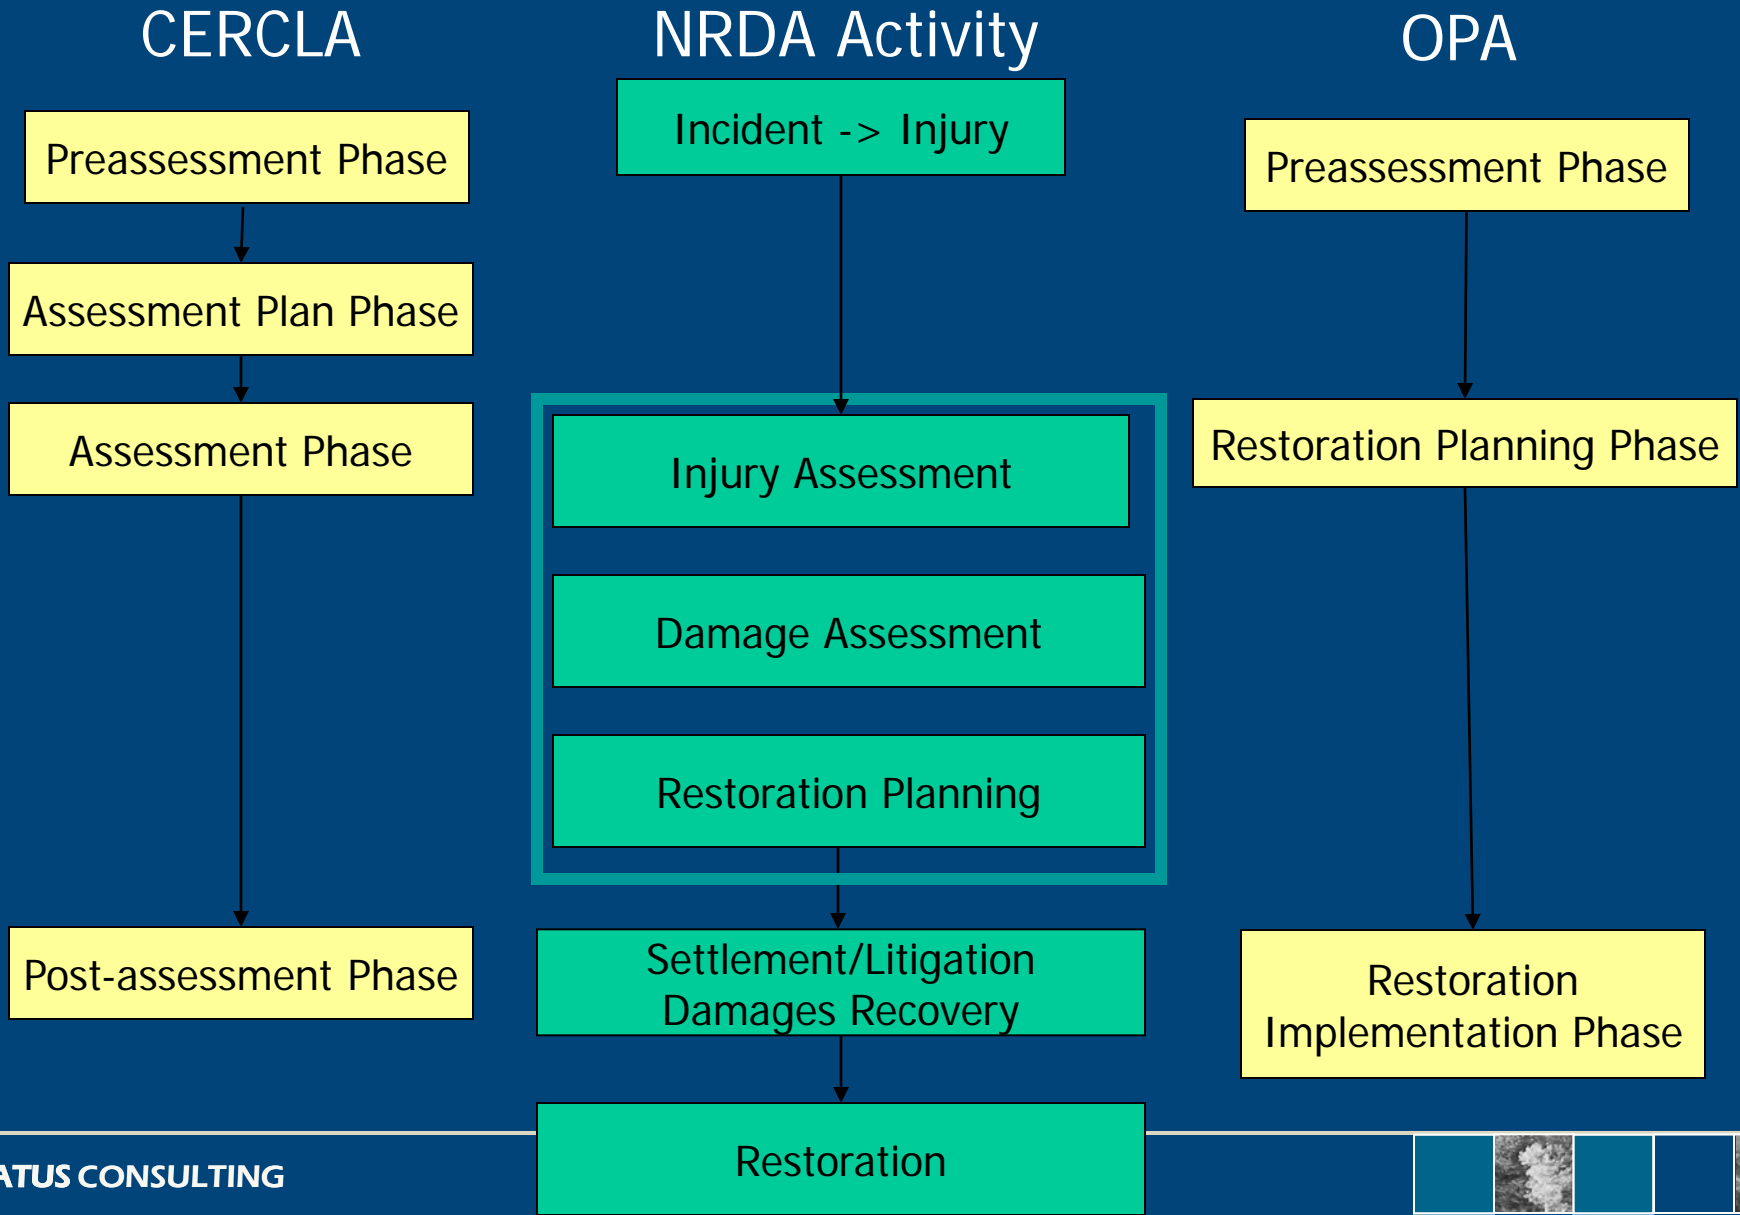 CERCLA
NRDA Activity
OPA
Preassessment Phase
Assessment Plan Phase
Assessment Phase
Post-assessment Phase
Incident -> Injury
Injury Assessment
Damage Assessment
Restoration Planning
Settlement/Litigation
Damages Recovery
Restoration
Preassessment Phase
Restoration Planning Phase
Restoration
Implementation Phase
ATUS CONSULTING